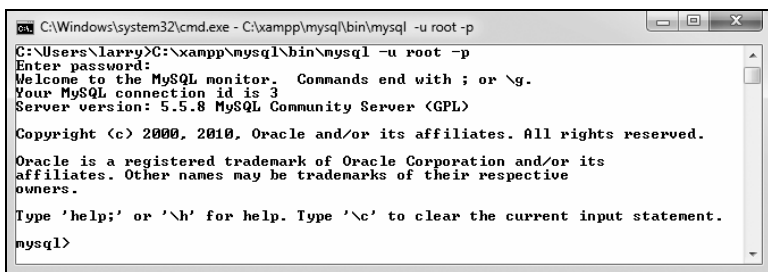 C:\Windows\system32\cmd.exe - C:\xampp\mysql\bin\mysql -u root -p
C:\Users\larry>C:\xampp\mysql\bin\mysql -u root -p
Enter password:
Welcome to the MySQL monitor.  Commands end with ; or \g.
Your MySQL connection id is 3
Server version: 5.5.8 MySQL Community Server (GPL)
Copyright (c) 2000, 2010, Oracle and/or its affiliates. All rights reserved.
Oracle is a registered trademark of Oracle Corporation and/or its
affiliates. Other names may be trademarks of their respective
owners.
Type 'help;' or '\h' for help. Type '\c' to clear the current input statement.
mysql>